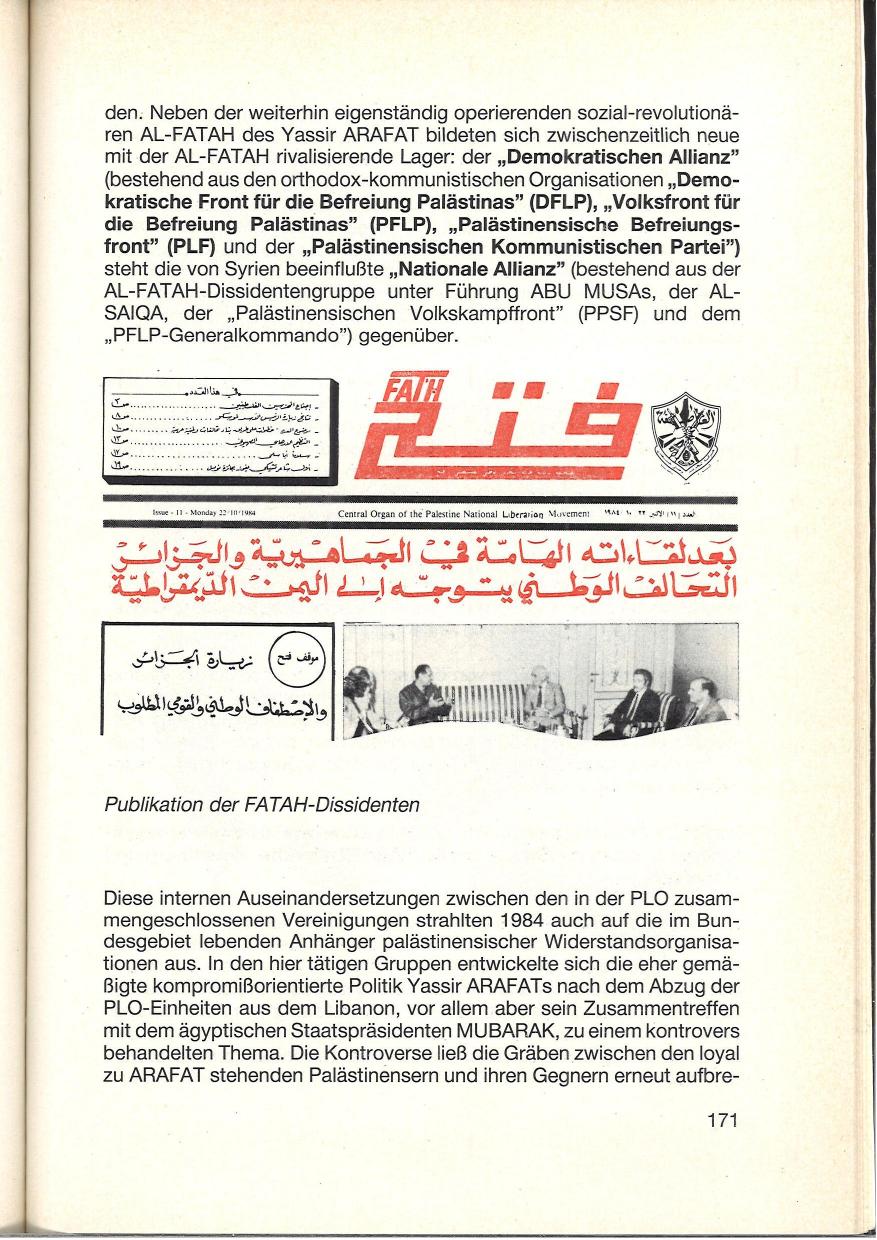 den. Neben der weiterhin eigenständig operierenden sozial-revolutionä-
ren AL-FATAH des Yassir ARAFAT bildeten sich zwischenzeitlich neue
mit der AL-FATAH rivalisierende Lager: der „Demokratischen Allianz”
(bestehend aus den orthodox-kommunistischen Organisationen „Demo-
kratische Front für die Befreiung Palästinas” (DFLP), „Volksfront für
die Befreiung Palästinas” (PFLP), „Palästinensische Befreiungs-
front” (PLF) und der „Palästinensischen Kommunistischen Partei”)
steht die von Syrien beeinflußte „Nationale Allianz” (bestehend aus der
AL-FATAH-Dissidentengruppe unter Führung ABU MUSAs, der AL-
SAIQA, der „Palästinensischen Volkskampffront” (PPSF) und dem
„PFLP-Generalkommando”) gegenüber.
في هذا العدد
FATH
فتح
Issue - 11 - Monday 22/10/1984
Central Organ of the Palestine National Liberation Movement
العدد (١١) الاثنين ٢٢ ١٠ ١٩٨٤
بعد لقاءاته الهامة في الجماهيرية والجزائر
التحالف الوطني يتوجه إلى اليمن الديمقراطية
موقف فتح
زيارة الجزائر
والاصطفاف الوطني والقومي المطلوب
Publikation der FATAH-Dissidenten
Diese internen Auseinandersetzungen zwischen den in der PLO zusam-
mengeschlossenen Vereinigungen strahlten 1984 auch auf die im Bun-
desgebiet lebenden Anhänger palästinensischer Widerstandsorganisa-
tionen aus. In den hier tätigen Gruppen entwickelte sich die eher gemä-
ßigte kompromißorientierte Politik Yassir ARAFATs nach dem Abzug der
PLO-Einheiten aus dem Libanon, vor allem aber sein Zusammentreffen
mit dem ägyptischen Staatspräsidenten MUBARAK, zu einem kontrovers
behandelten Thema. Die Kontroverse ließ die Gräben zwischen den loyal
zu ARAFAT stehenden Palästinensern und ihren Gegnern erneut aufbre-
171